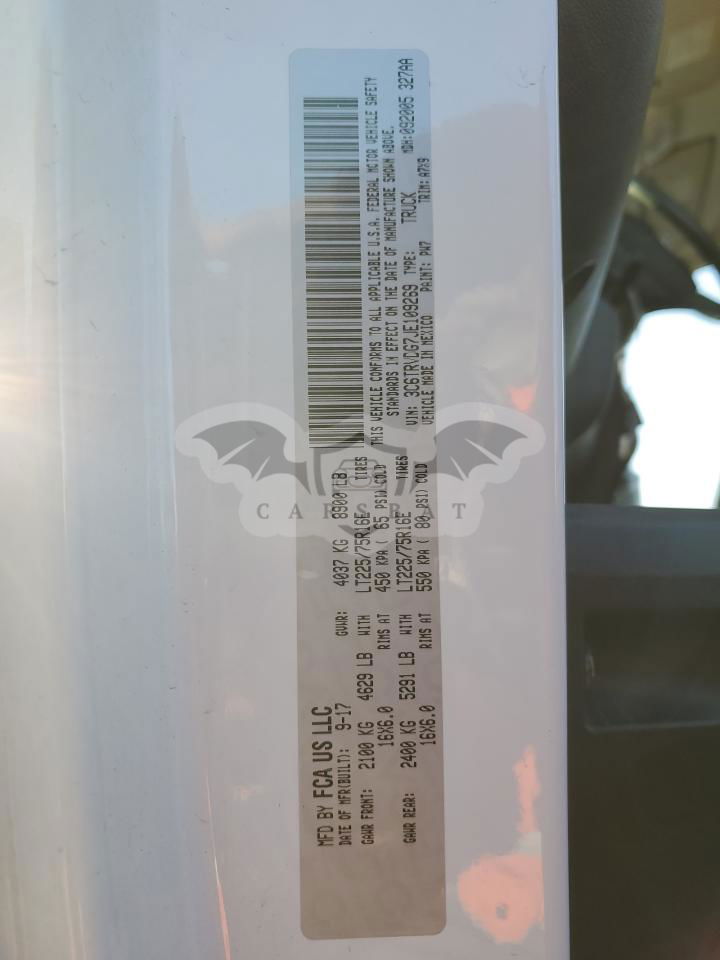 MFD BY FCA US LLC
DATE OF MFR(BUILT): 9-17 GVWR: 4037 KG 8900 LB
GAWR FRONT: 2100 KG 4629 LB WITH LT225/75R16E TIRES
16X6.0 RIMS AT 450 KPA ( 65 PSI) COLD
GAWR REAR: 2400 KG 5291 LB WITH LT225/75R16E TIRES
16X6.0 RIMS AT 550 KPA ( 80 PSI) COLD
THIS VEHICLE CONFORMS TO ALL APPLICABLE U.S.A. FEDERAL MOTOR VEHICLE SAFETY
STANDARDS IN EFFECT ON THE DATE OF MANUFACTURE SHOWN ABOVE.
VIN: 3C6TRVDG7JE109269 TYPE: TRUCK MDH:092005 327AA
VEHICLE MADE IN MEXICO PAINT: PW7 TRIM: A7X9
CARSBAT